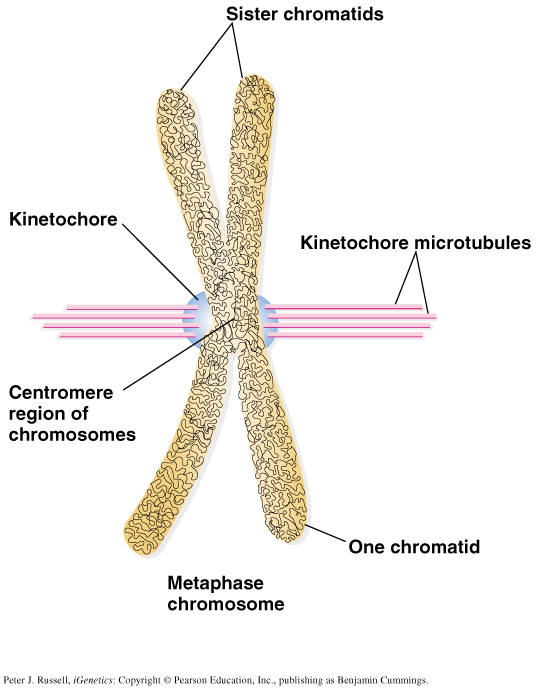 Sister chromatids
Kinetochore
Kinetochore microtubules
Centromere
region of
chromosomes
One chromatid
Metaphase
chromosome
Peter J. Russell, iGenetics: Copyright © Pearson Education, Inc., publishing as Benjamin Cummings.